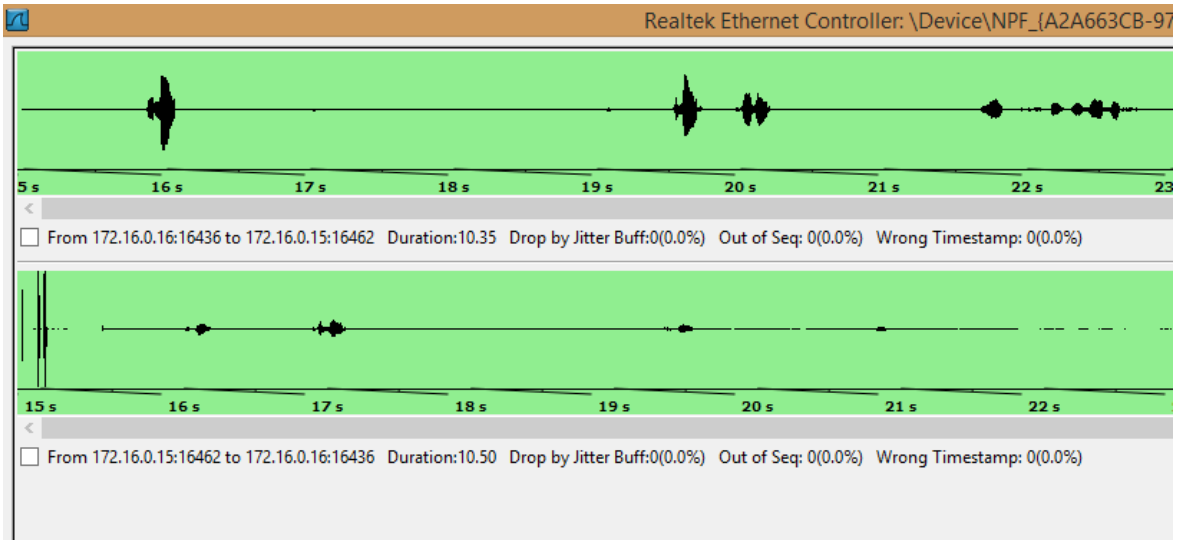 Realtek Ethernet Controller: \Device\NPF_{A2A663CB-97
5 s 16 s 17 s 18 s 19 s 20 s 21 s 22 s 23
From 172.16.0.16:16436 to 172.16.0.15:16462 Duration:10.35 Drop by Jitter Buff:0(0.0%) Out of Seq: 0(0.0%) Wrong Timestamp: 0(0.0%)
15 s 16 s 17 s 18 s 19 s 20 s 21 s 22 s
From 172.16.0.15:16462 to 172.16.0.16:16436 Duration:10.50 Drop by Jitter Buff:0(0.0%) Out of Seq: 0(0.0%) Wrong Timestamp: 0(0.0%)